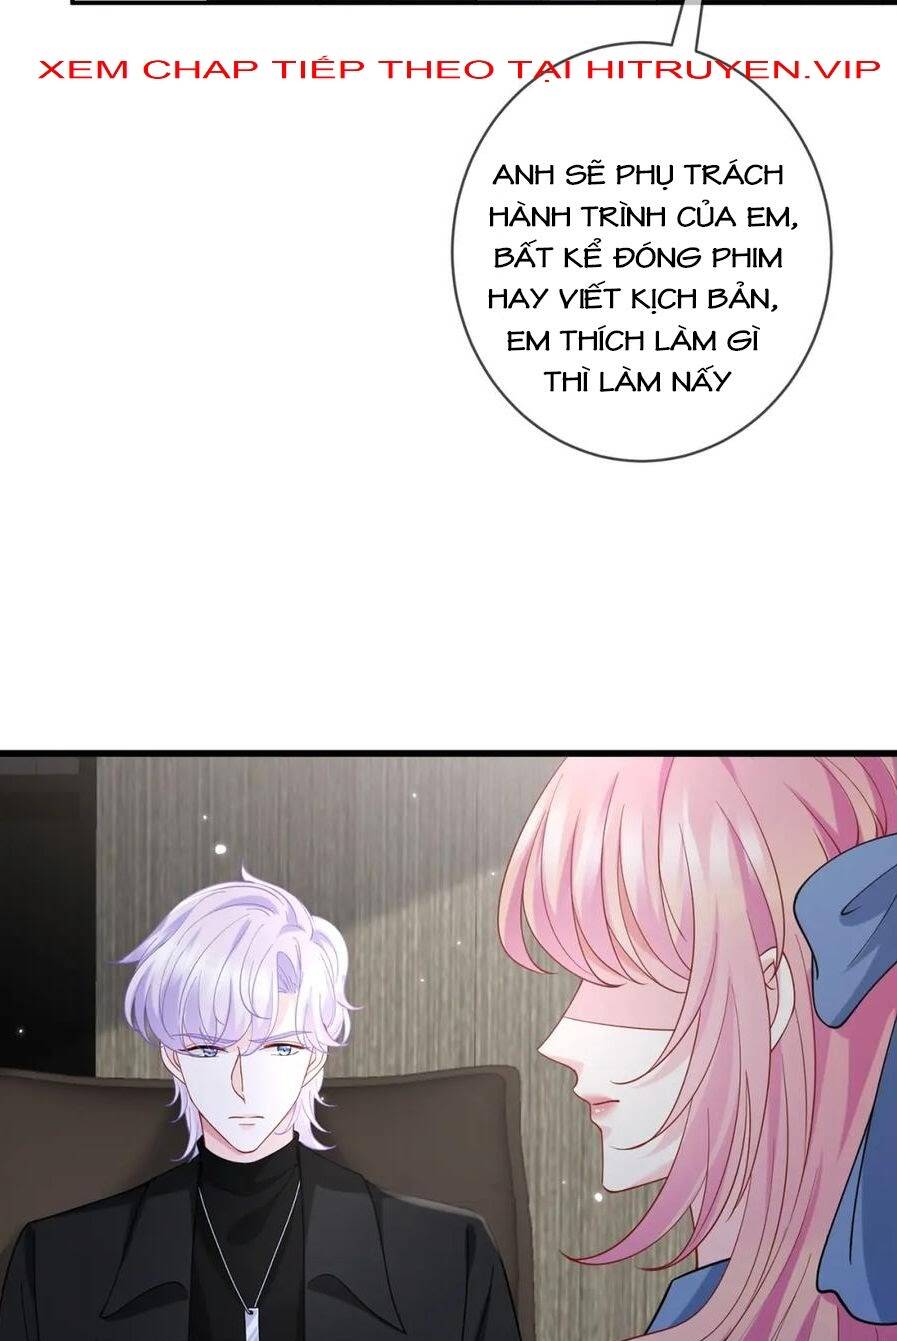 XEM CHAP TIẾP THEO TẠI HITRUYEN.VIP
ANH SẼ PHỤ TRÁCH
HÀNH TRÌNH CỦA EM,
BẤT KỂ ĐÓNG PHIM
HAY VIẾT KỊCH BẢN,
EM THÍCH LÀM GÌ
THÌ LÀM NẤY